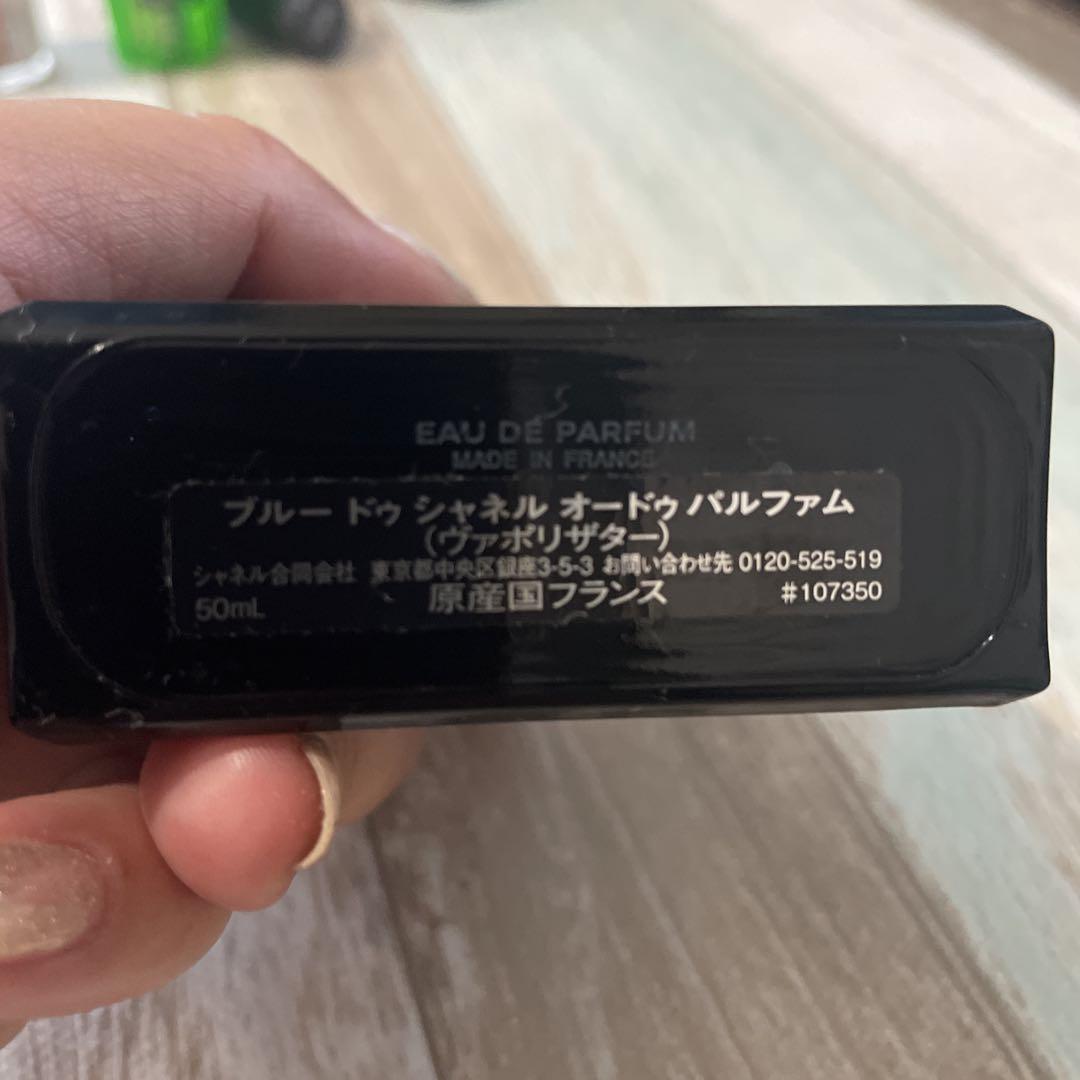 EAU DE PARFUM
MADE IN FRANCE
ブルー ドゥ シャネル オードゥ パルファム
(ヴァポリザター)
シャネル合同会社 東京都中央区銀座3-5-3 お問い合わせ先 0120-525-519
50mL 原産国フランス #107350